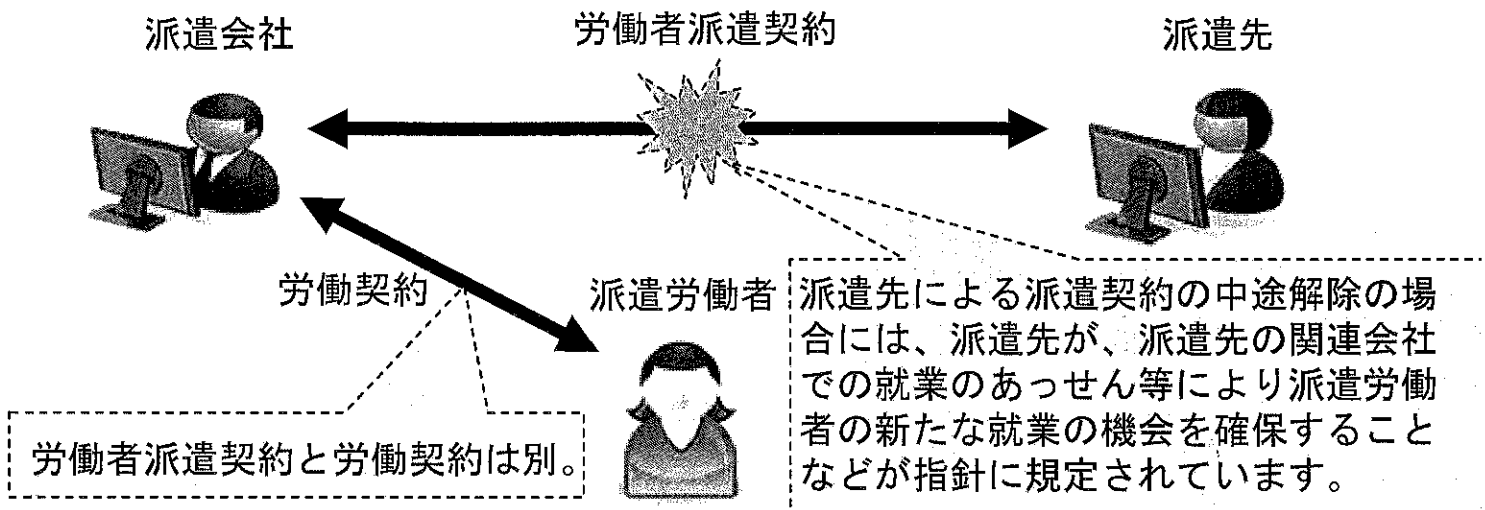 派遣会社
労働者派遣契約
派遣先
労働契約
派遣労働者
派遣先による派遣契約の中途解除の場
合には、派遣先が、派遣先の関連会社
での就業のあっせん等により派遣労働
者の新たな就業の機会を確保すること
などが指針に規定されています。
労働者派遣契約と労働契約は別。